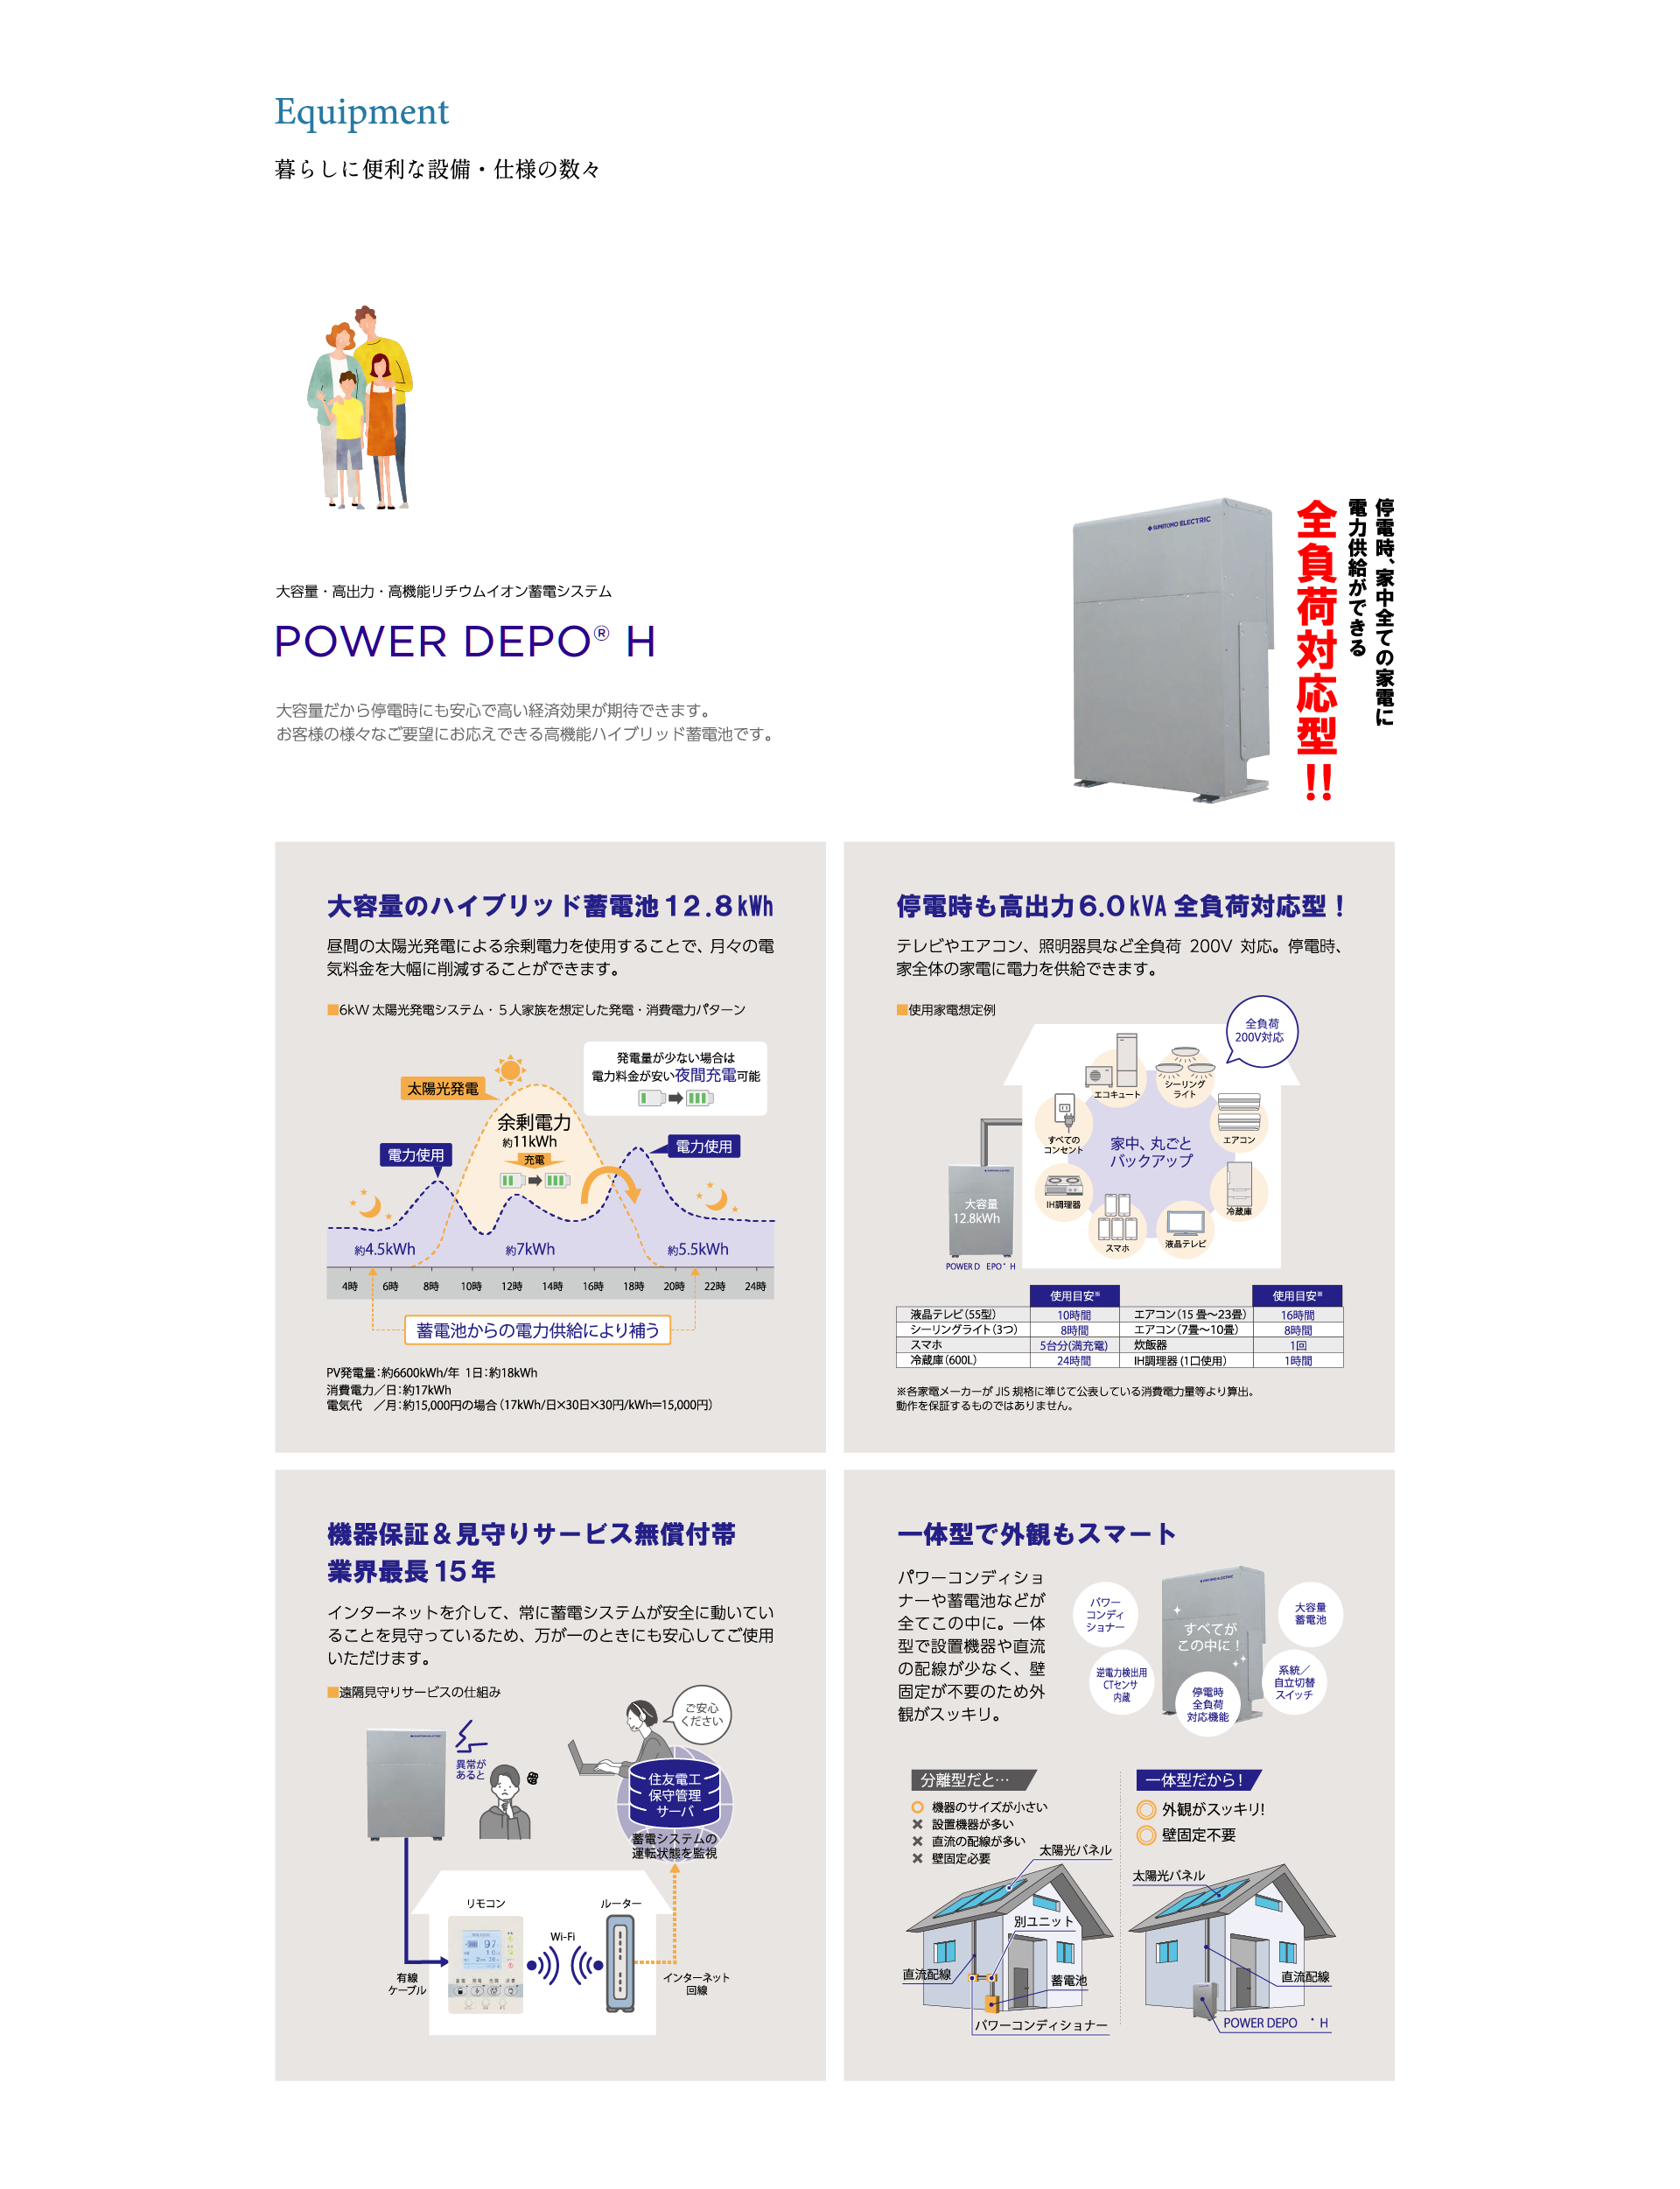 Equipment
暮らしに便利な設備・仕様の数々
SUMITOMO ELECTRIC
停電時、家中全ての家電に
電力供給ができる
全負荷対応型!!
大容量・高出力・高機能リチウムイオン蓄電システム
POWER DEPO® H
大容量だから停電時にも安心で高い経済効果が期待できます。
お客様の様々なご要望にお応えできる高機能ハイブリッド蓄電池です。
大容量のハイブリッド蓄電池12.8kWh
昼間の太陽光発電による余剰電力を使用することで、月々の電
気料金を大幅に削減することができます。
■6kW 太陽光発電システム・5人家族を想定した発電・消費電力パターン
発電量が少ない場合は
電力料金が安い夜間充電可能
太陽光発電
余剰電力
約11kWh
充電
電力使用
電力使用
約4.5kWh
約7kWh
約5.5kWh
4時 6時 8時 10時 12時 14時 16時 18時 20時 22時 24時
蓄電池からの電力供給により補う
PV発電量：約6600kWh/年 1日：約18kWh
消費電力／日：約17kWh
電気代　／月：約15,000円の場合（17kWh/日×30日×30円/kWh=15,000円）
停電時も高出力6.0kVA 全負荷対応型！
テレビやエアコン、照明器具など全負荷 200V 対応。停電時、
家全体の家電に電力を供給できます。
■使用家電想定例
全負荷
200V対応
エコキュート
シーリング
ライト
すべての
コンセント
エアコン
家中、丸ごと
バックアップ
IH調理器
冷蔵庫
スマホ
液晶テレビ
大容量
12.8kWh
POWER D EPO® H
使用目安※ 使用目安※
液晶テレビ（55型） 10時間 エアコン（15畳～23畳） 16時間
シーリングライト（3つ） 8時間 エアコン（7畳～10畳） 8時間
スマホ 5台分(満充電) 炊飯器 1回
冷蔵庫（600L） 24時間 IH調理器（1口使用） 1時間
※各家電メーカーが JIS 規格に準じて公表している消費電力量等より算出。
動作を保証するものではありません。
機器保証＆見守りサービス無償付帯
業界最長15年
インターネットを介して、常に蓄電システムが安全に動いてい
ることを見守っているため、万が一のときにも安心してご使用
いただけます。
■遠隔見守りサービスの仕組み
ご安心
ください
異常が
あると
住友電工
保守管理
サーバ
蓄電システムの
運転状態を監視
リモコン
ルーター
Wi-Fi
有線
ケーブル
インターネット
回線
一体型で外観もスマート
パワーコンディショ
ナーや蓄電池などが
全てこの中に。一体
型で設置機器や直流
の配線が少なく、壁
固定が不要のため外
観がスッキリ。
パワー
コンディ
ショナー
すべてが
この中に！
大容量
蓄電池
逆電力検出用
CTセンサ
内蔵
停電時
全負荷
対応機能
系統／
自立切替
スイッチ
分離型だと…
機器のサイズが小さい
設置機器が多い
直流の配線が多い
壁固定必要
太陽光パネル
別ユニット
直流配線
蓄電池
パワーコンディショナー
一体型だから！
外観がスッキリ!
壁固定不要
太陽光パネル
直流配線
POWER DEPO ® H